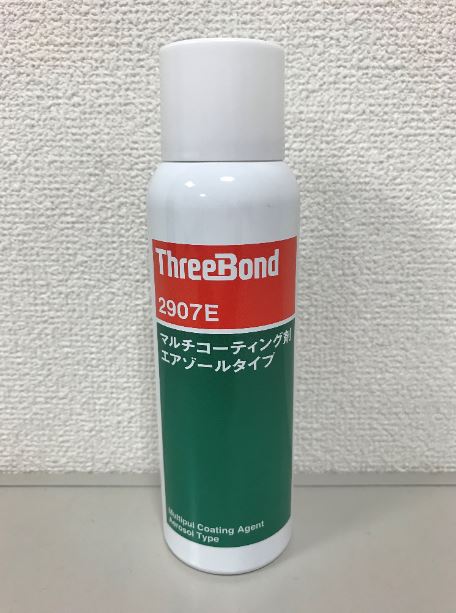 ThreeBond
2907E
マルチコーティング剤
エアゾールタイプ
Multipul Coating Agent
Aerosol Type